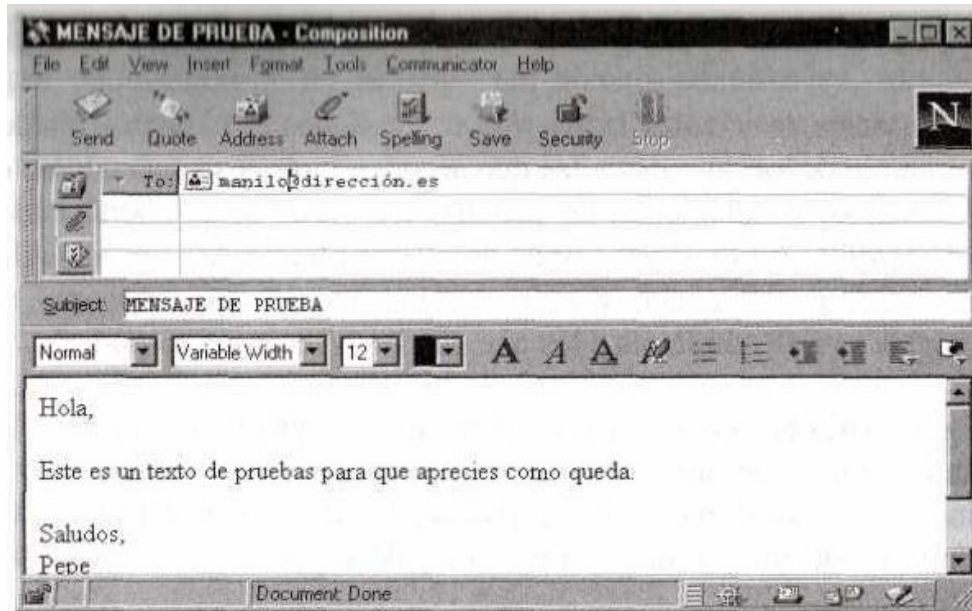 MENSAJE DE PRUEBA - Composition
File Edit View Insert Format Tools Communicator Help
Send Quote Address Attach Spelling Save Security Stop
N
To: manilo@dirección.es
Subject: MENSAJE DE PRUEBA
Normal Variable Width 12 A A A
Hola,
Este es un texto de pruebas para que aprecies como queda.
Saludos,
Pepe
Document: Done